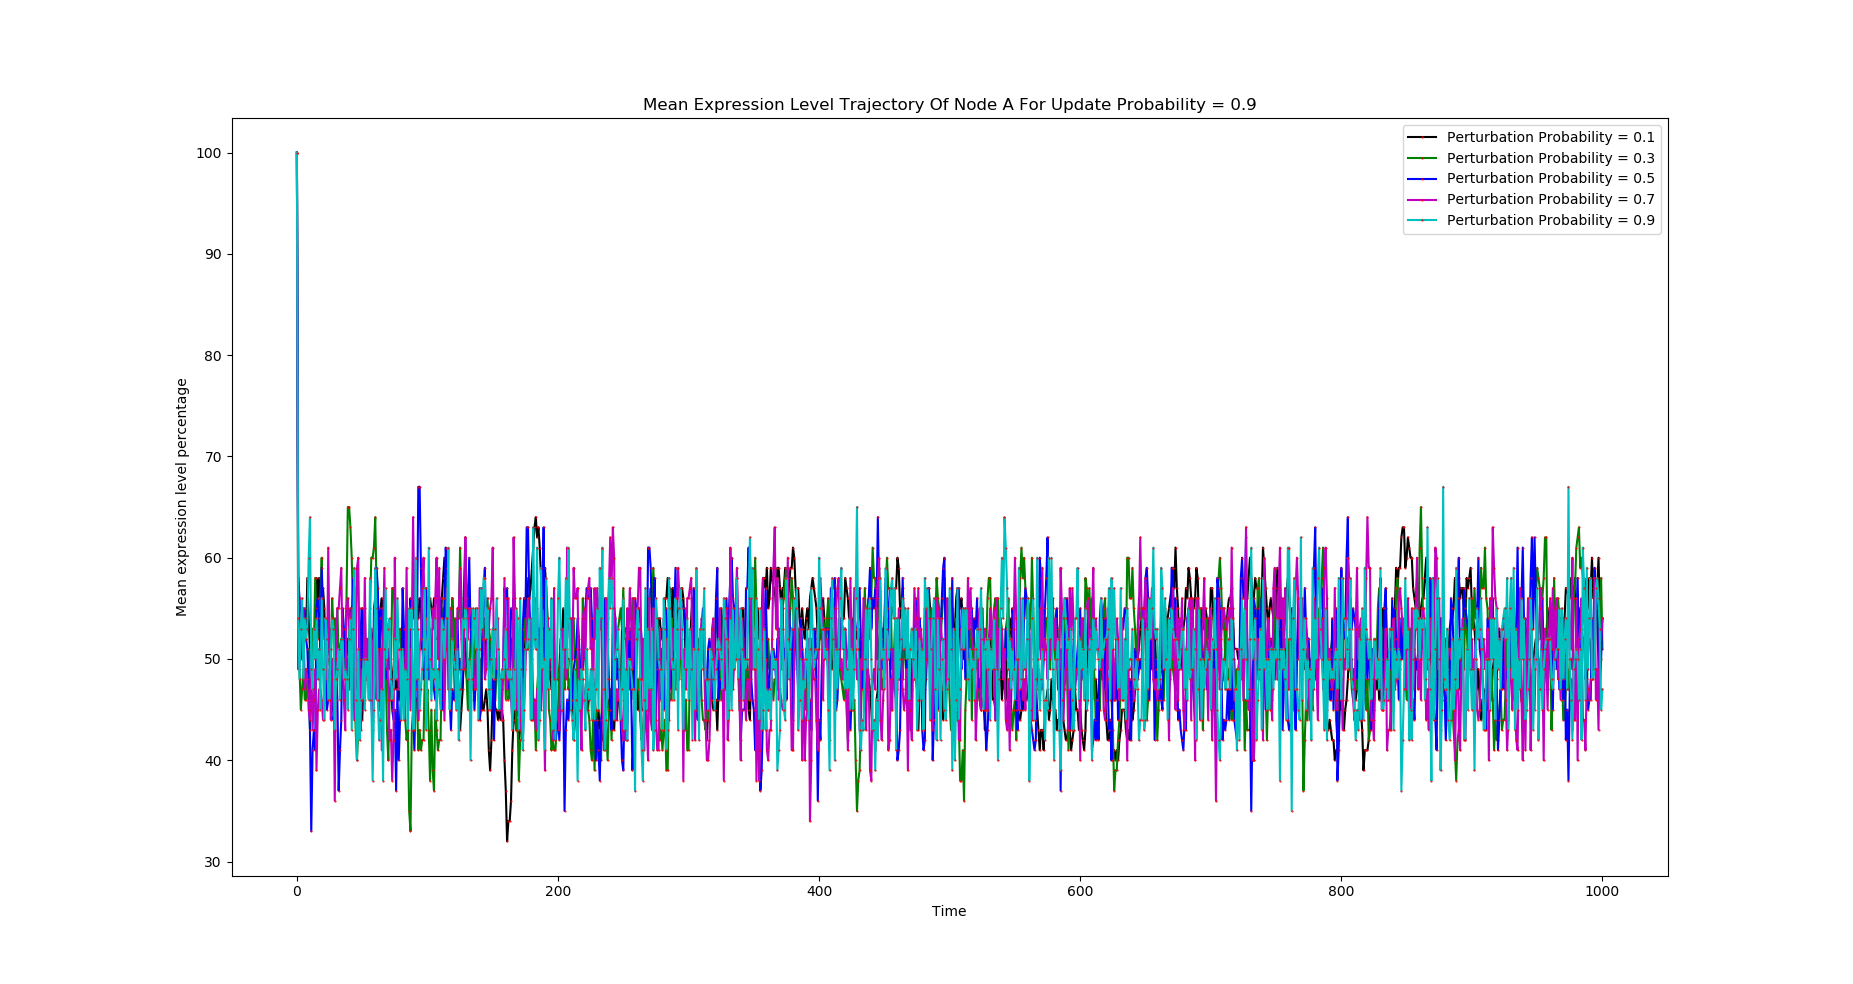 Mean Expression Level Trajectory Of Node A For Update Probability = 0.9
Perturbation Probability = 0.1
Perturbation Probability = 0.3
Perturbation Probability = 0.5
Perturbation Probability = 0.7
Perturbation Probability = 0.9
Mean expression level percentage
100
90
80
70
60
50
40
30
0
200
400
600
800
1000
Time